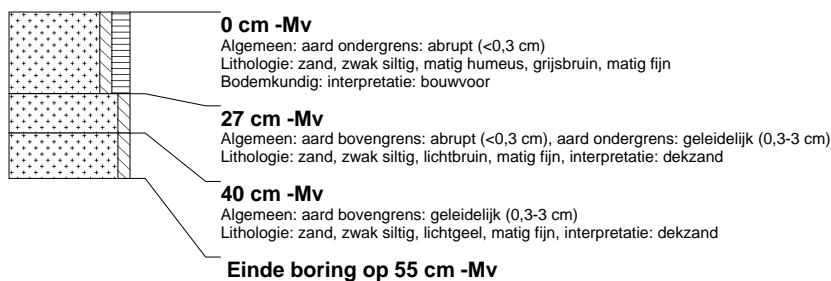 0 cm -Mv
Algemeen: aard ondergrens: abrupt (<0,3 cm)
Lithologie: zand, zwak siltig, matig humeus, grijsbruin, matig fijn
Bodemkundig: interpretatie: bouwvoor
27 cm -Mv
Algemeen: aard bovengrens: abrupt (<0,3 cm), aard ondergrens: geleidelijk (0,3-3 cm)
Lithologie: zand, zwak siltig, lichtbruin, matig fijn, interpretatie: dekzand
40 cm -Mv
Algemeen: aard bovengrens: geleidelijk (0,3-3 cm)
Lithologie: zand, zwak siltig, lichtgeel, matig fijn, interpretatie: dekzand
Einde boring op 55 cm -Mv